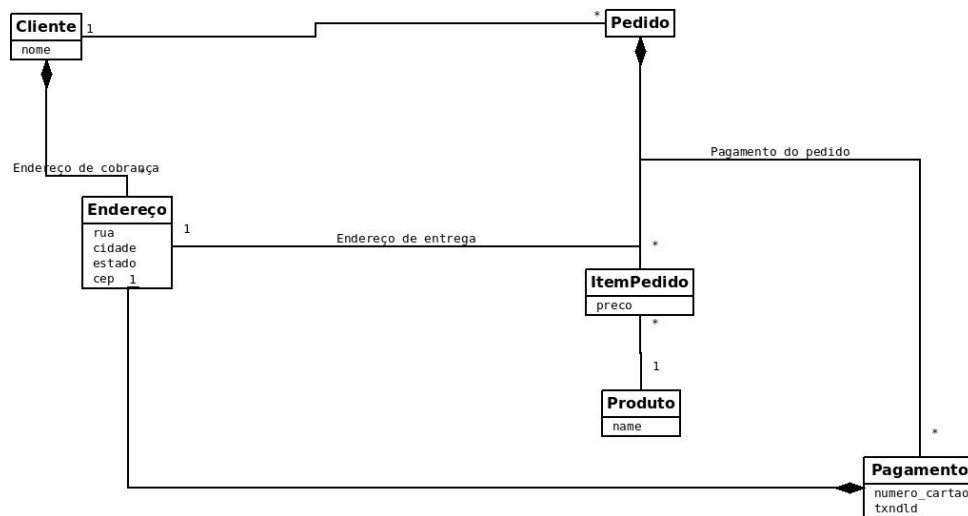 Cliente
nome
1
*
Pedido
Endereço de cobrança
*
Pagamento do pedido
Endereço
rua
cidade
estado
cep 1
1
Endereço de entrega
*
ItemPedido
preco
*
1
Produto
name
*
Pagamento
numero_cartao
txndld